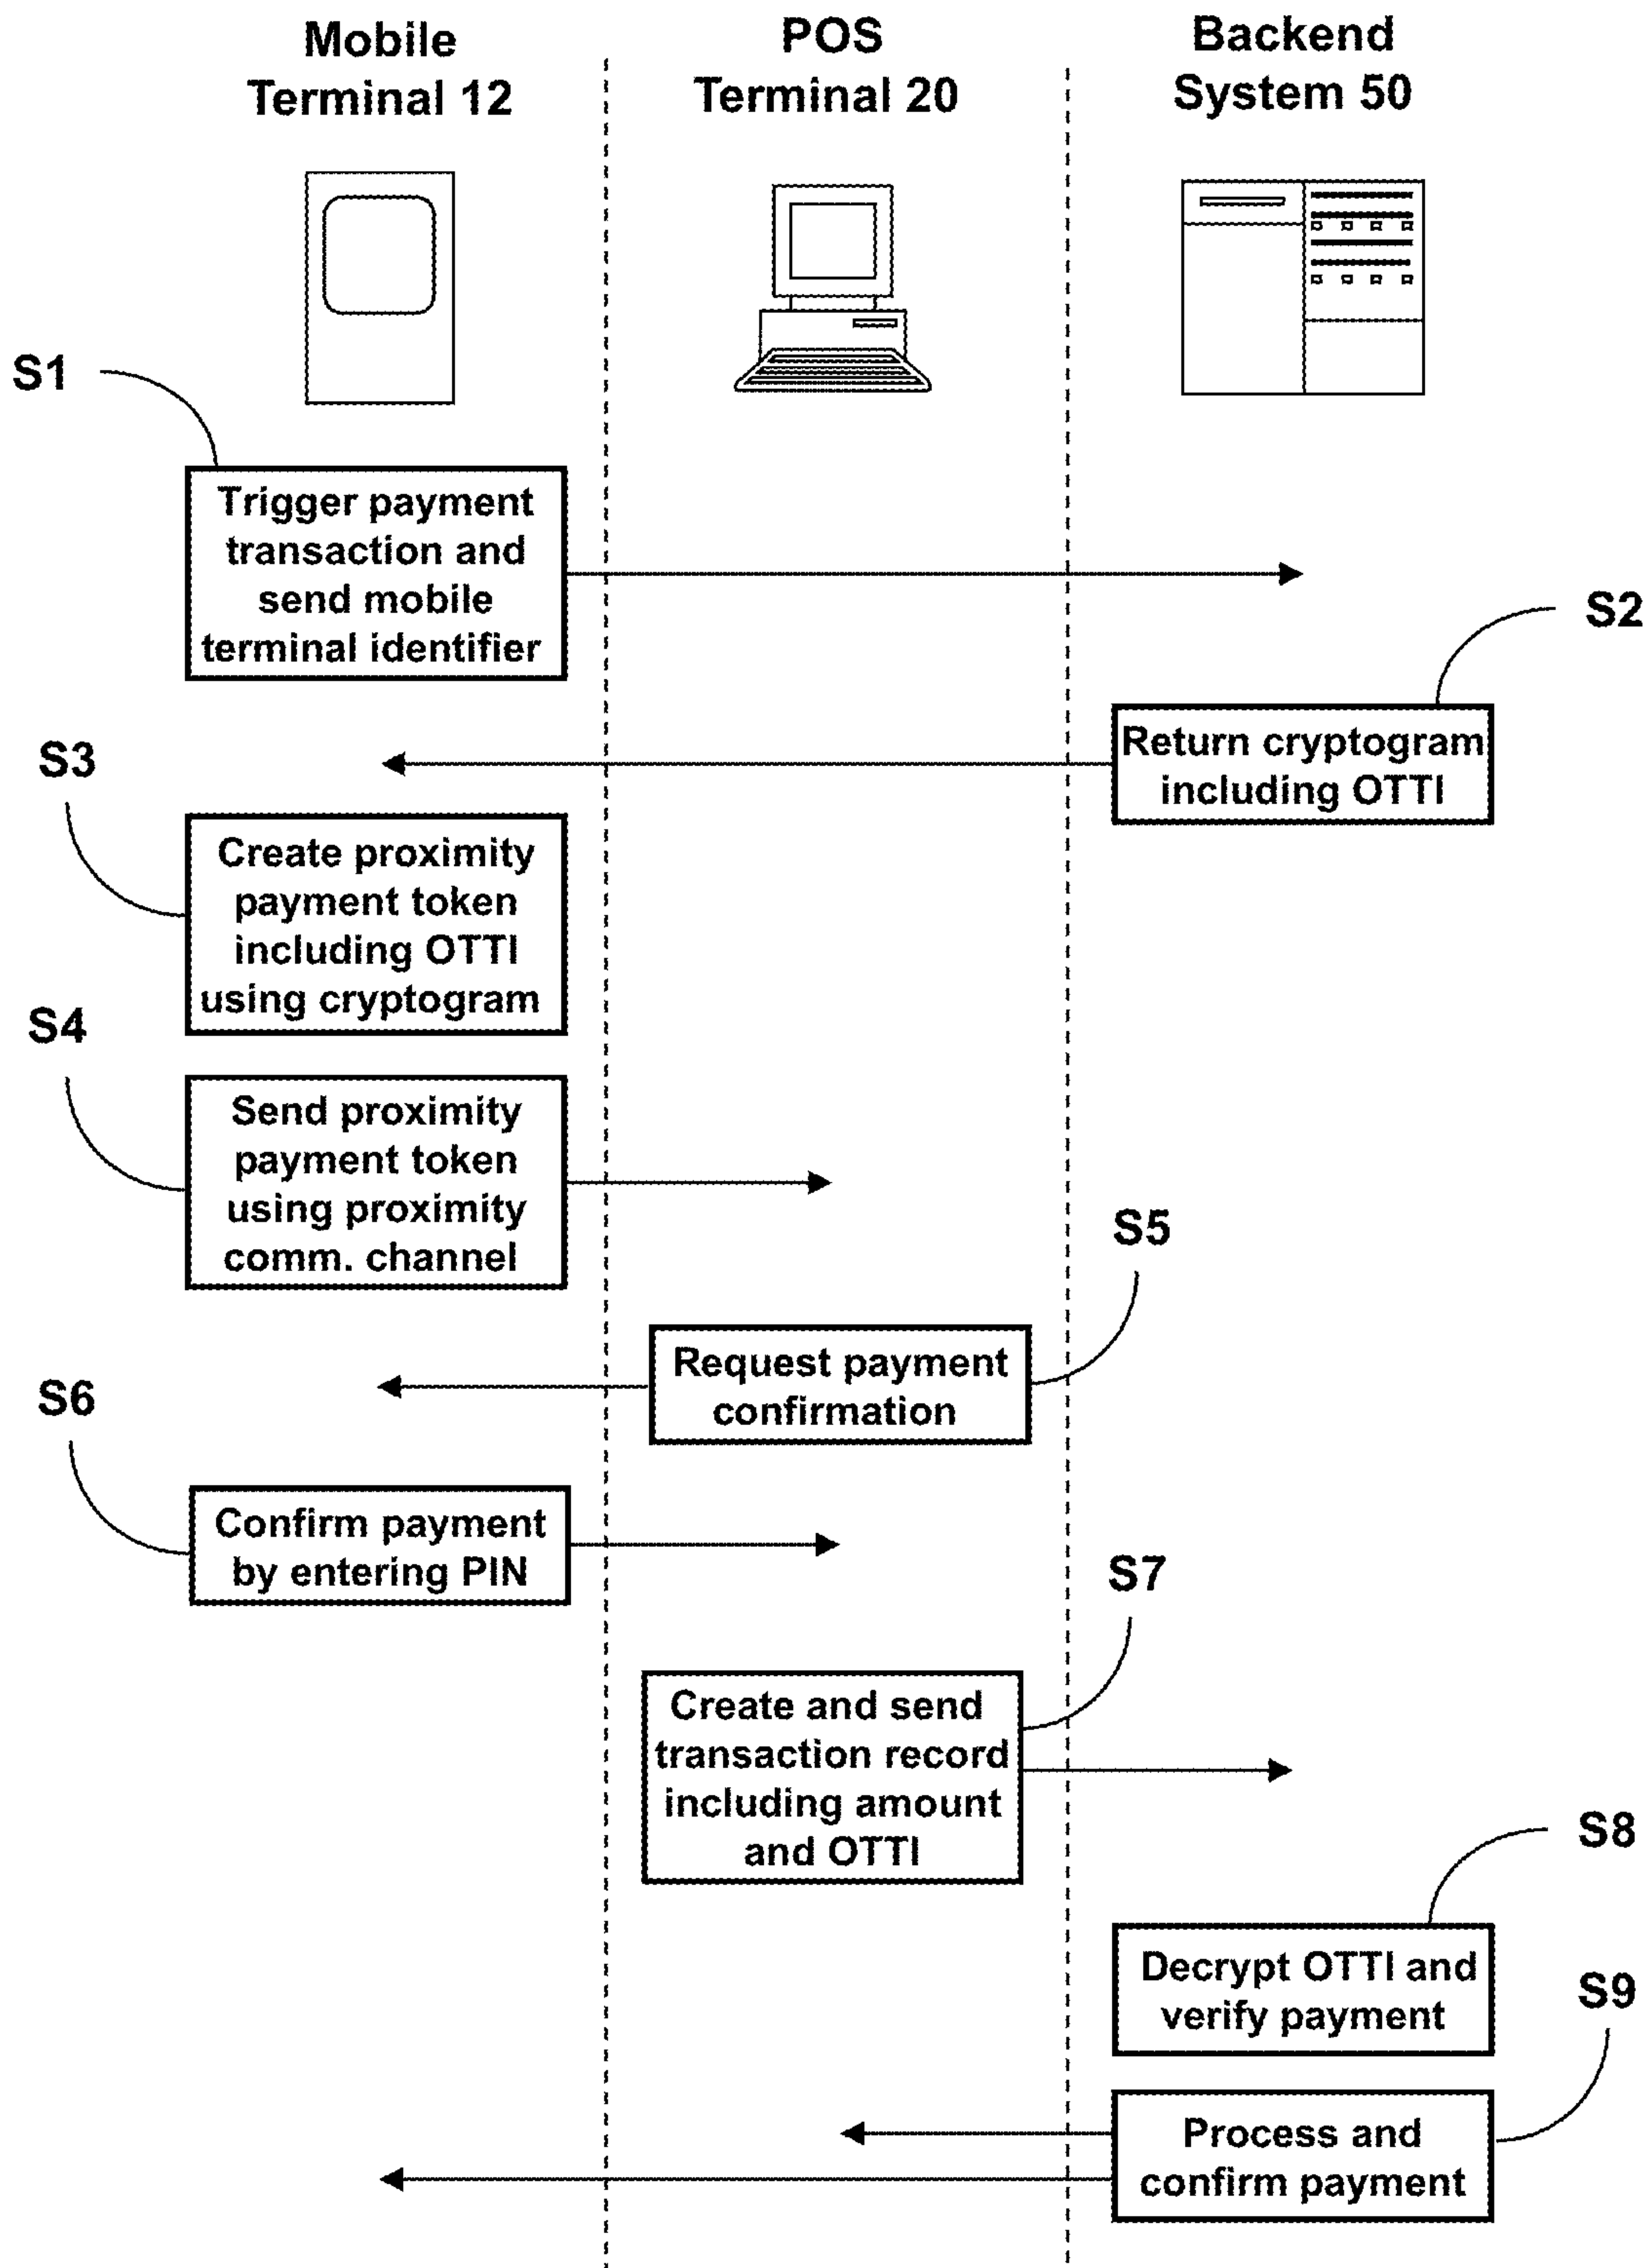 Mobile
Terminal 12
POS
Terminal 20
Backend
System 50
S1
Trigger payment
transaction and
send mobile
terminal identifier
S2
Return cryptogram
including OTTI
S3
Create proximity
payment token
including OTTI
using cryptogram
S4
Send proximity
payment token
using proximity
comm. channel
S5
Request payment
confirmation
S6
Confirm payment
by entering PIN
S7
Create and send
transaction record
including amount
and OTTI
S8
Decrypt OTTI and
verify payment
S9
Process and
confirm payment